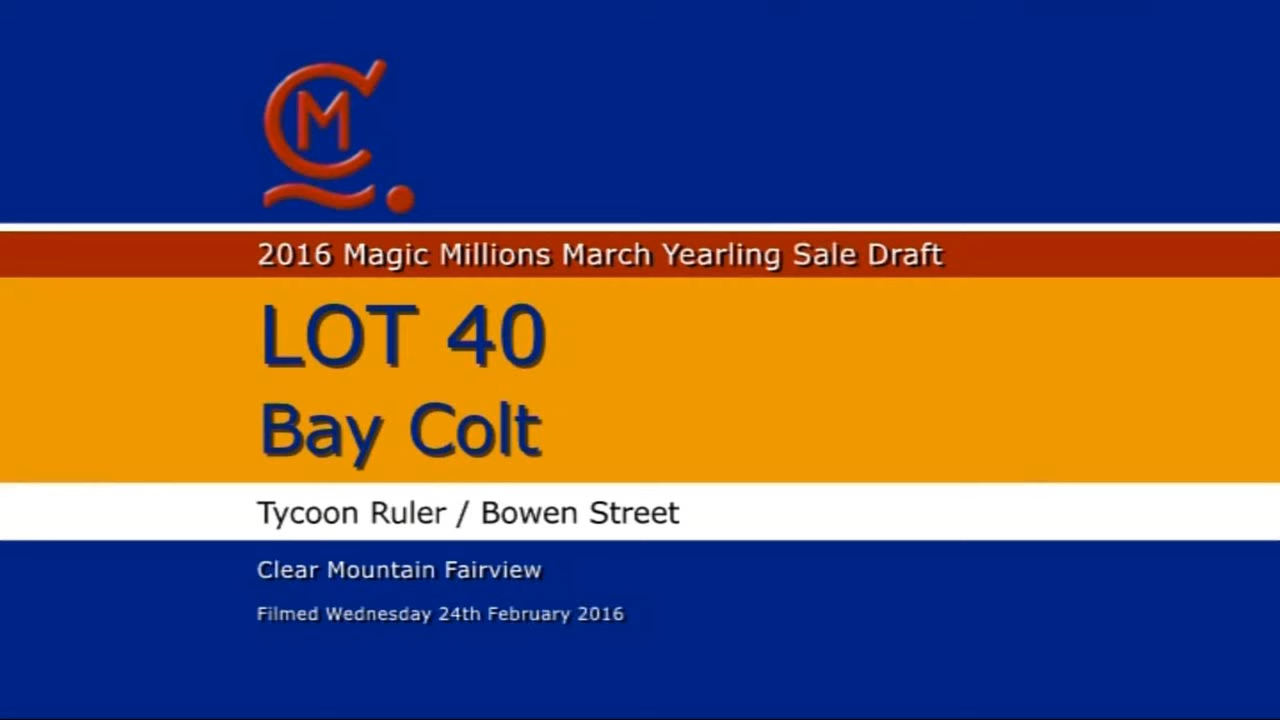 CM
2016 Magic Millions March Yearling Sale Draft
LOT 40
Bay Colt
Tycoon Ruler / Bowen Street
Clear Mountain Fairview
Filmed Wednesday 24th February 2016